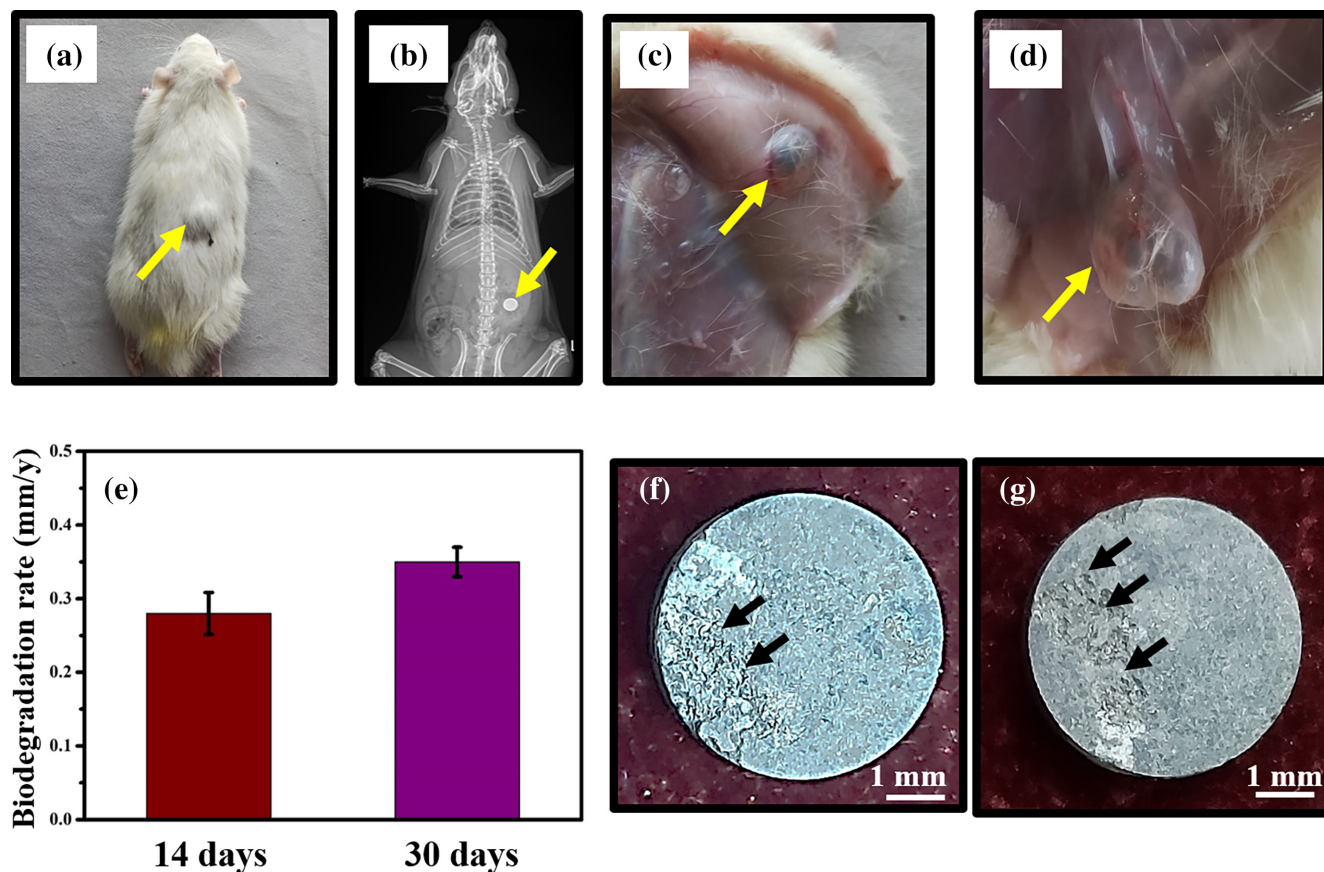 (a)
(b)
(c)
(d)
Biodegradation rate (mm/y)
0.5
0.4
0.3
0.2
0.1
0.0
(e)
14 days
30 days
(f)
1 mm
(g)
1 mm